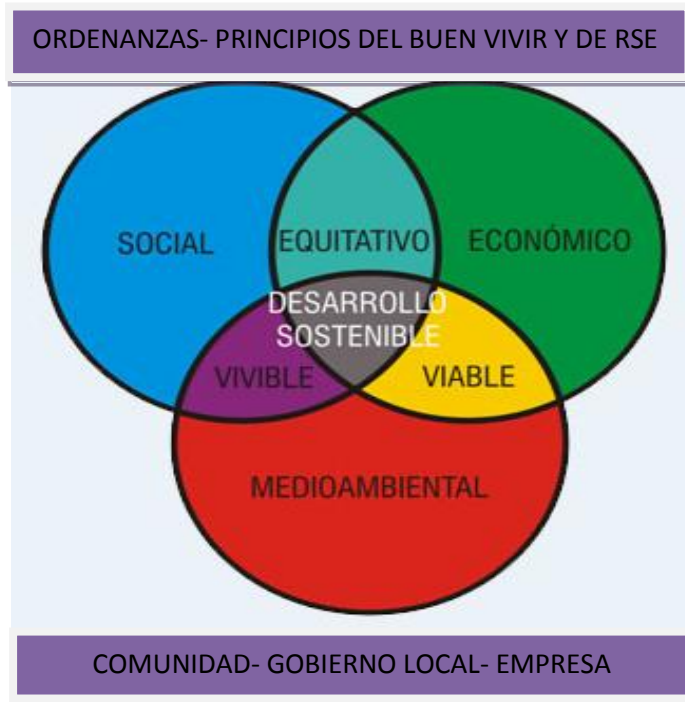 ORDENANZAS- PRINCIPIOS DEL BUEN VIVIR Y DE RSE
SOCIAL
EQUITATIVO
ECONÓMICO
DESARROLLO
SOSTENIBLE
VIVIBLE
VIABLE
MEDIOAMBIENTAL
COMUNIDAD- GOBIERNO LOCAL- EMPRESA